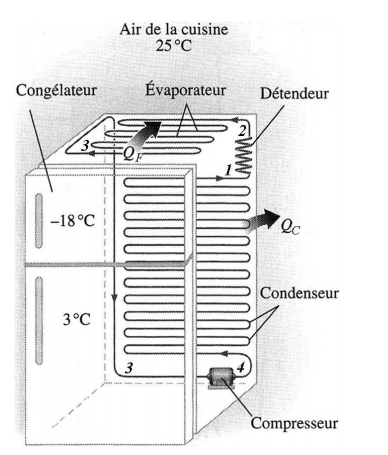 Air de la cuisine
25°C
Congélateur
Évaporateur
Détendeur
2
3
Q_F
1
–18°C
Q_C
Condenseur
3°C
3
4
Compresseur